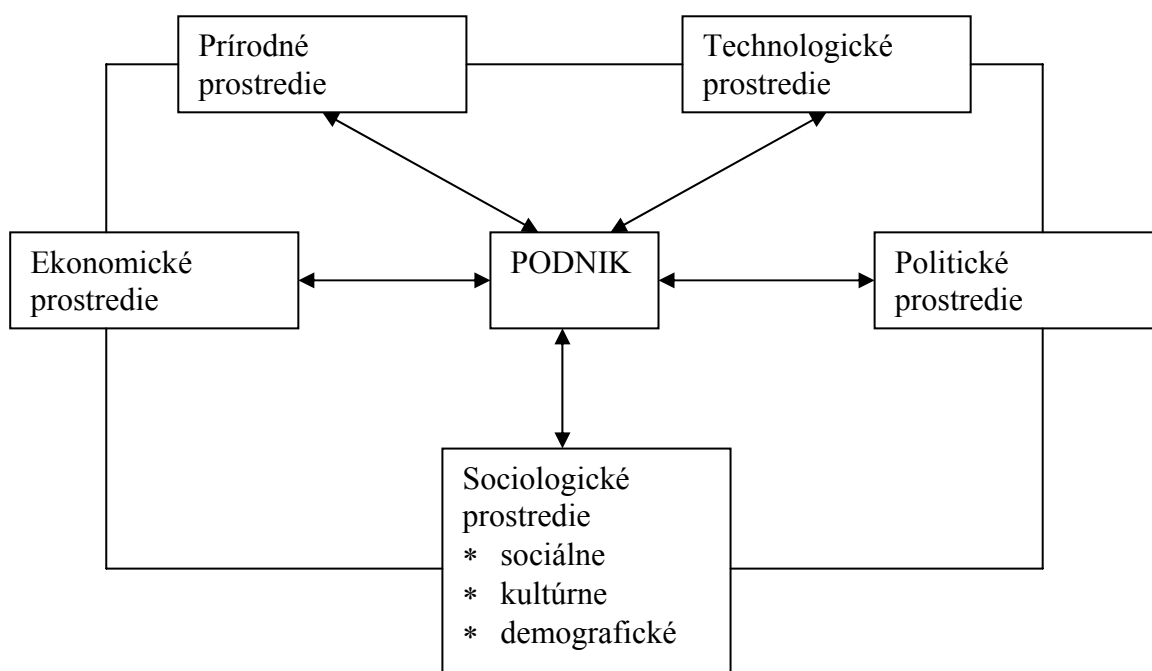 Prírodné
prostredie
Technologické
prostredie
Ekonomické
prostredie
PODNIK
Politické
prostredie
Sociologické
prostredie
* sociálne
* kultúrne
* demografické